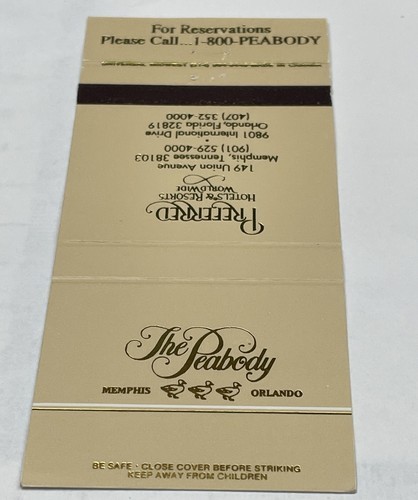 For Reservations
Please Call...1-800-PEABODY
PREFERRED
HOTELS & RESORTS
WORLDWIDE
149 Union Avenue
Memphis, Tennessee 38103
(901) 529-4000
•
9801 International Drive
Orlando, Florida 32819
(407) 352-4000
The Peabody
MEMPHIS ORLANDO
BE SAFE • CLOSE COVER BEFORE STRIKING
KEEP AWAY FROM CHILDREN